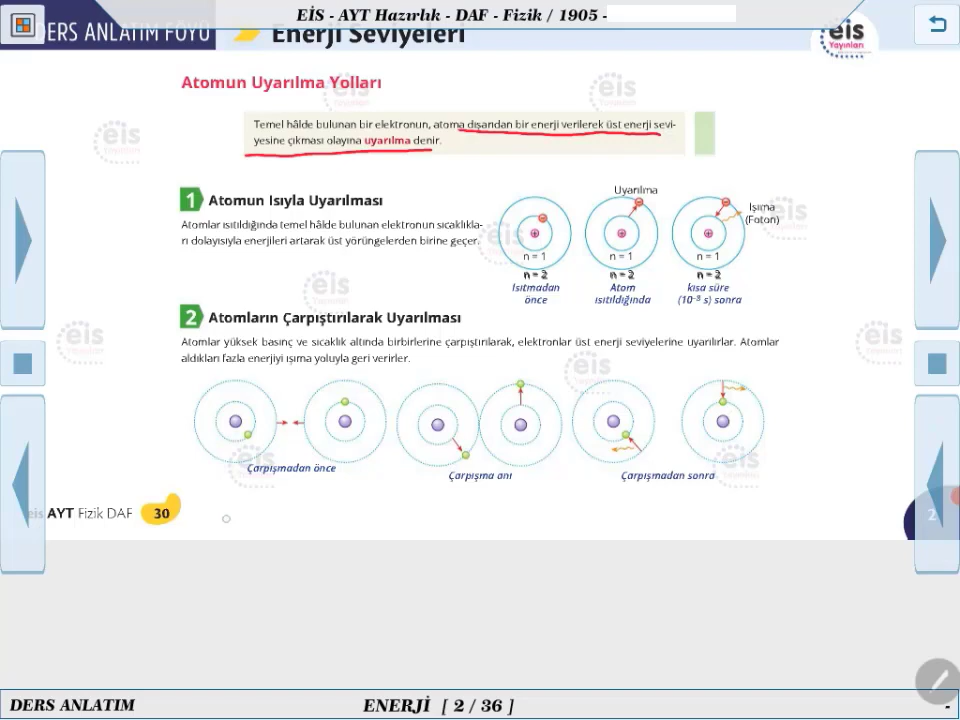 EİS - AYT Hazırlık - DAF - Fizik / 1905 -
DERS ANLATIM FÖYÜ
Enerji Seviyeleri
eis
Yayınları
Atomun Uyarılma Yolları
Temel hâlde bulunan bir elektronun, atoma dışarıdan bir enerji verilerek üst enerji sevi-
yesine çıkması olayına uyarılma denir.
1 Atomun Isıyla Uyarılması
Atomlar ısıtıldığında temel hâlde bulunan elektronun sıcaklıkla-
rı dolayısıyla enerjileri artarak üst yörüngelerden birine geçer.
Uyarılma
Işıma
(Foton)
n = 1
n = 1
n = 1
n = 2
n = 2
n = 2
Isıtmadan
önce
Atom
ısıtıldığında
kısa süre
(10⁻⁸ s) sonra
2 Atomların Çarpıştırılarak Uyarılması
Atomlar yüksek basınç ve sıcaklık altında birbirlerine çarpıştırılarak, elektronlar üst enerji seviyelerine uyarılırlar. Atomlar
aldıkları fazla enerjiyi ışıma yoluyla geri verirler.
Çarpışmadan önce
Çarpışma anı
Çarpışmadan sonra
eis AYT Fizik DAF 30
2
DERS ANLATIM
ENERJİ [ 2 / 36 ]
-